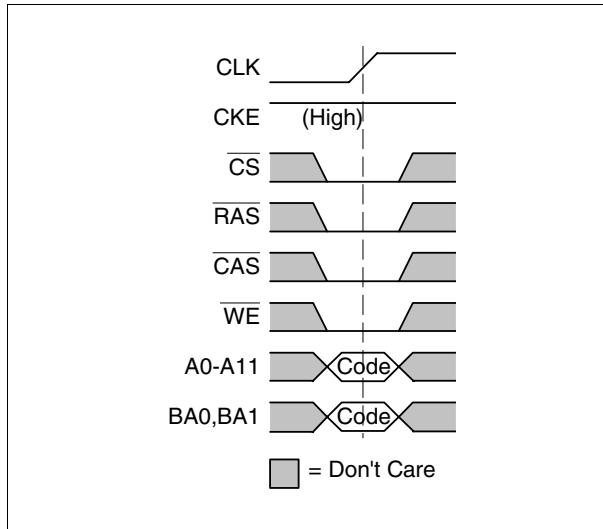 CLK
CKE (High)
CS
RAS
CAS
WE
A0-A11 Code
BA0,BA1 Code
= Don't Care